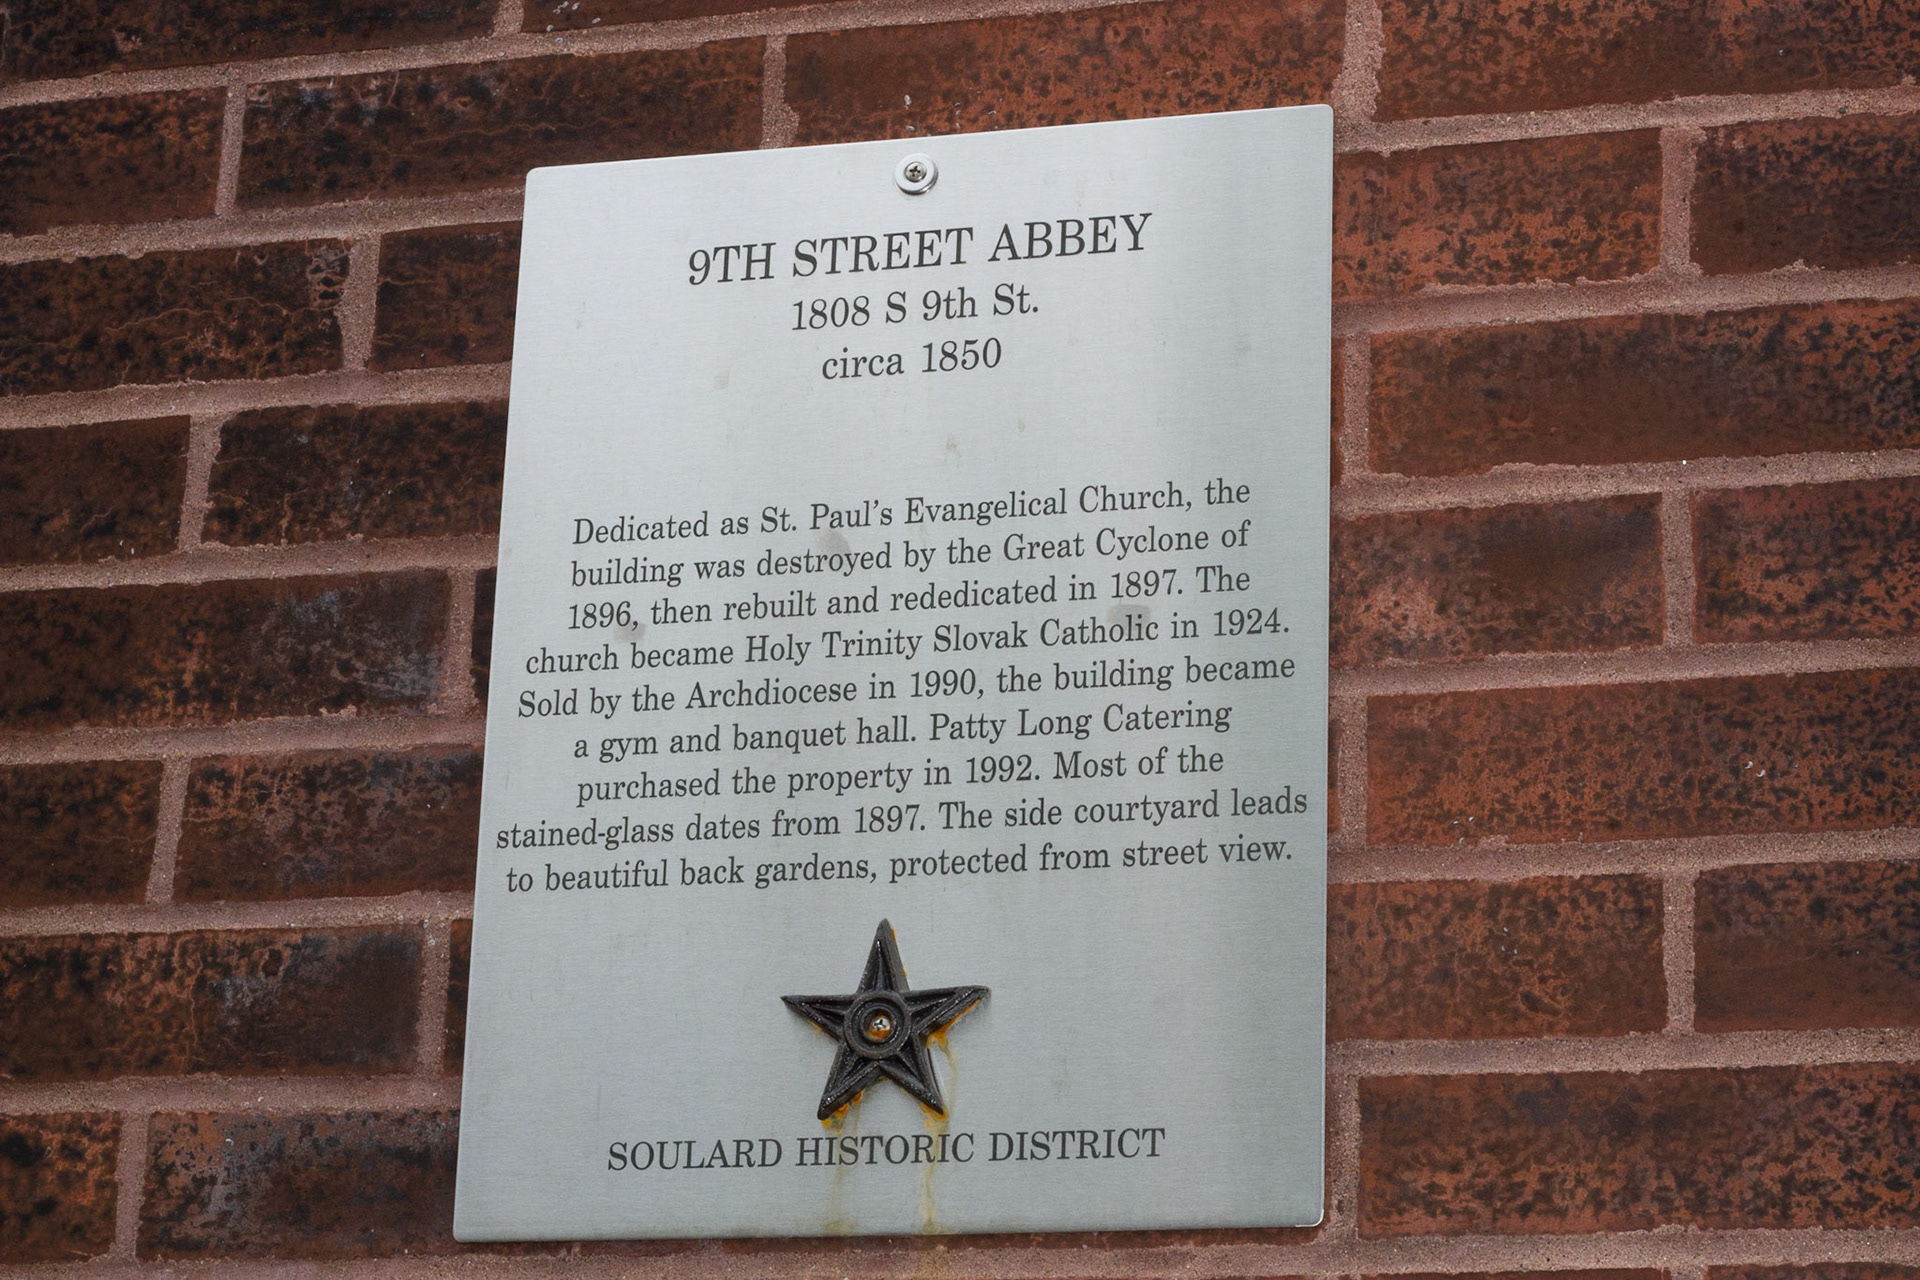 9TH STREET ABBEY
1808 S 9th St.
circa 1850
Dedicated as St. Paul's Evangelical Church, the
building was destroyed by the Great Cyclone of
1896, then rebuilt and rededicated in 1897. The
church became Holy Trinity Slovak Catholic in 1924.
Sold by the Archdiocese in 1990, the building became
a gym and banquet hall. Patty Long Catering
purchased the property in 1992. Most of the
stained-glass dates from 1897. The side courtyard leads
to beautiful back gardens, protected from street view.
SOULARD HISTORIC DISTRICT